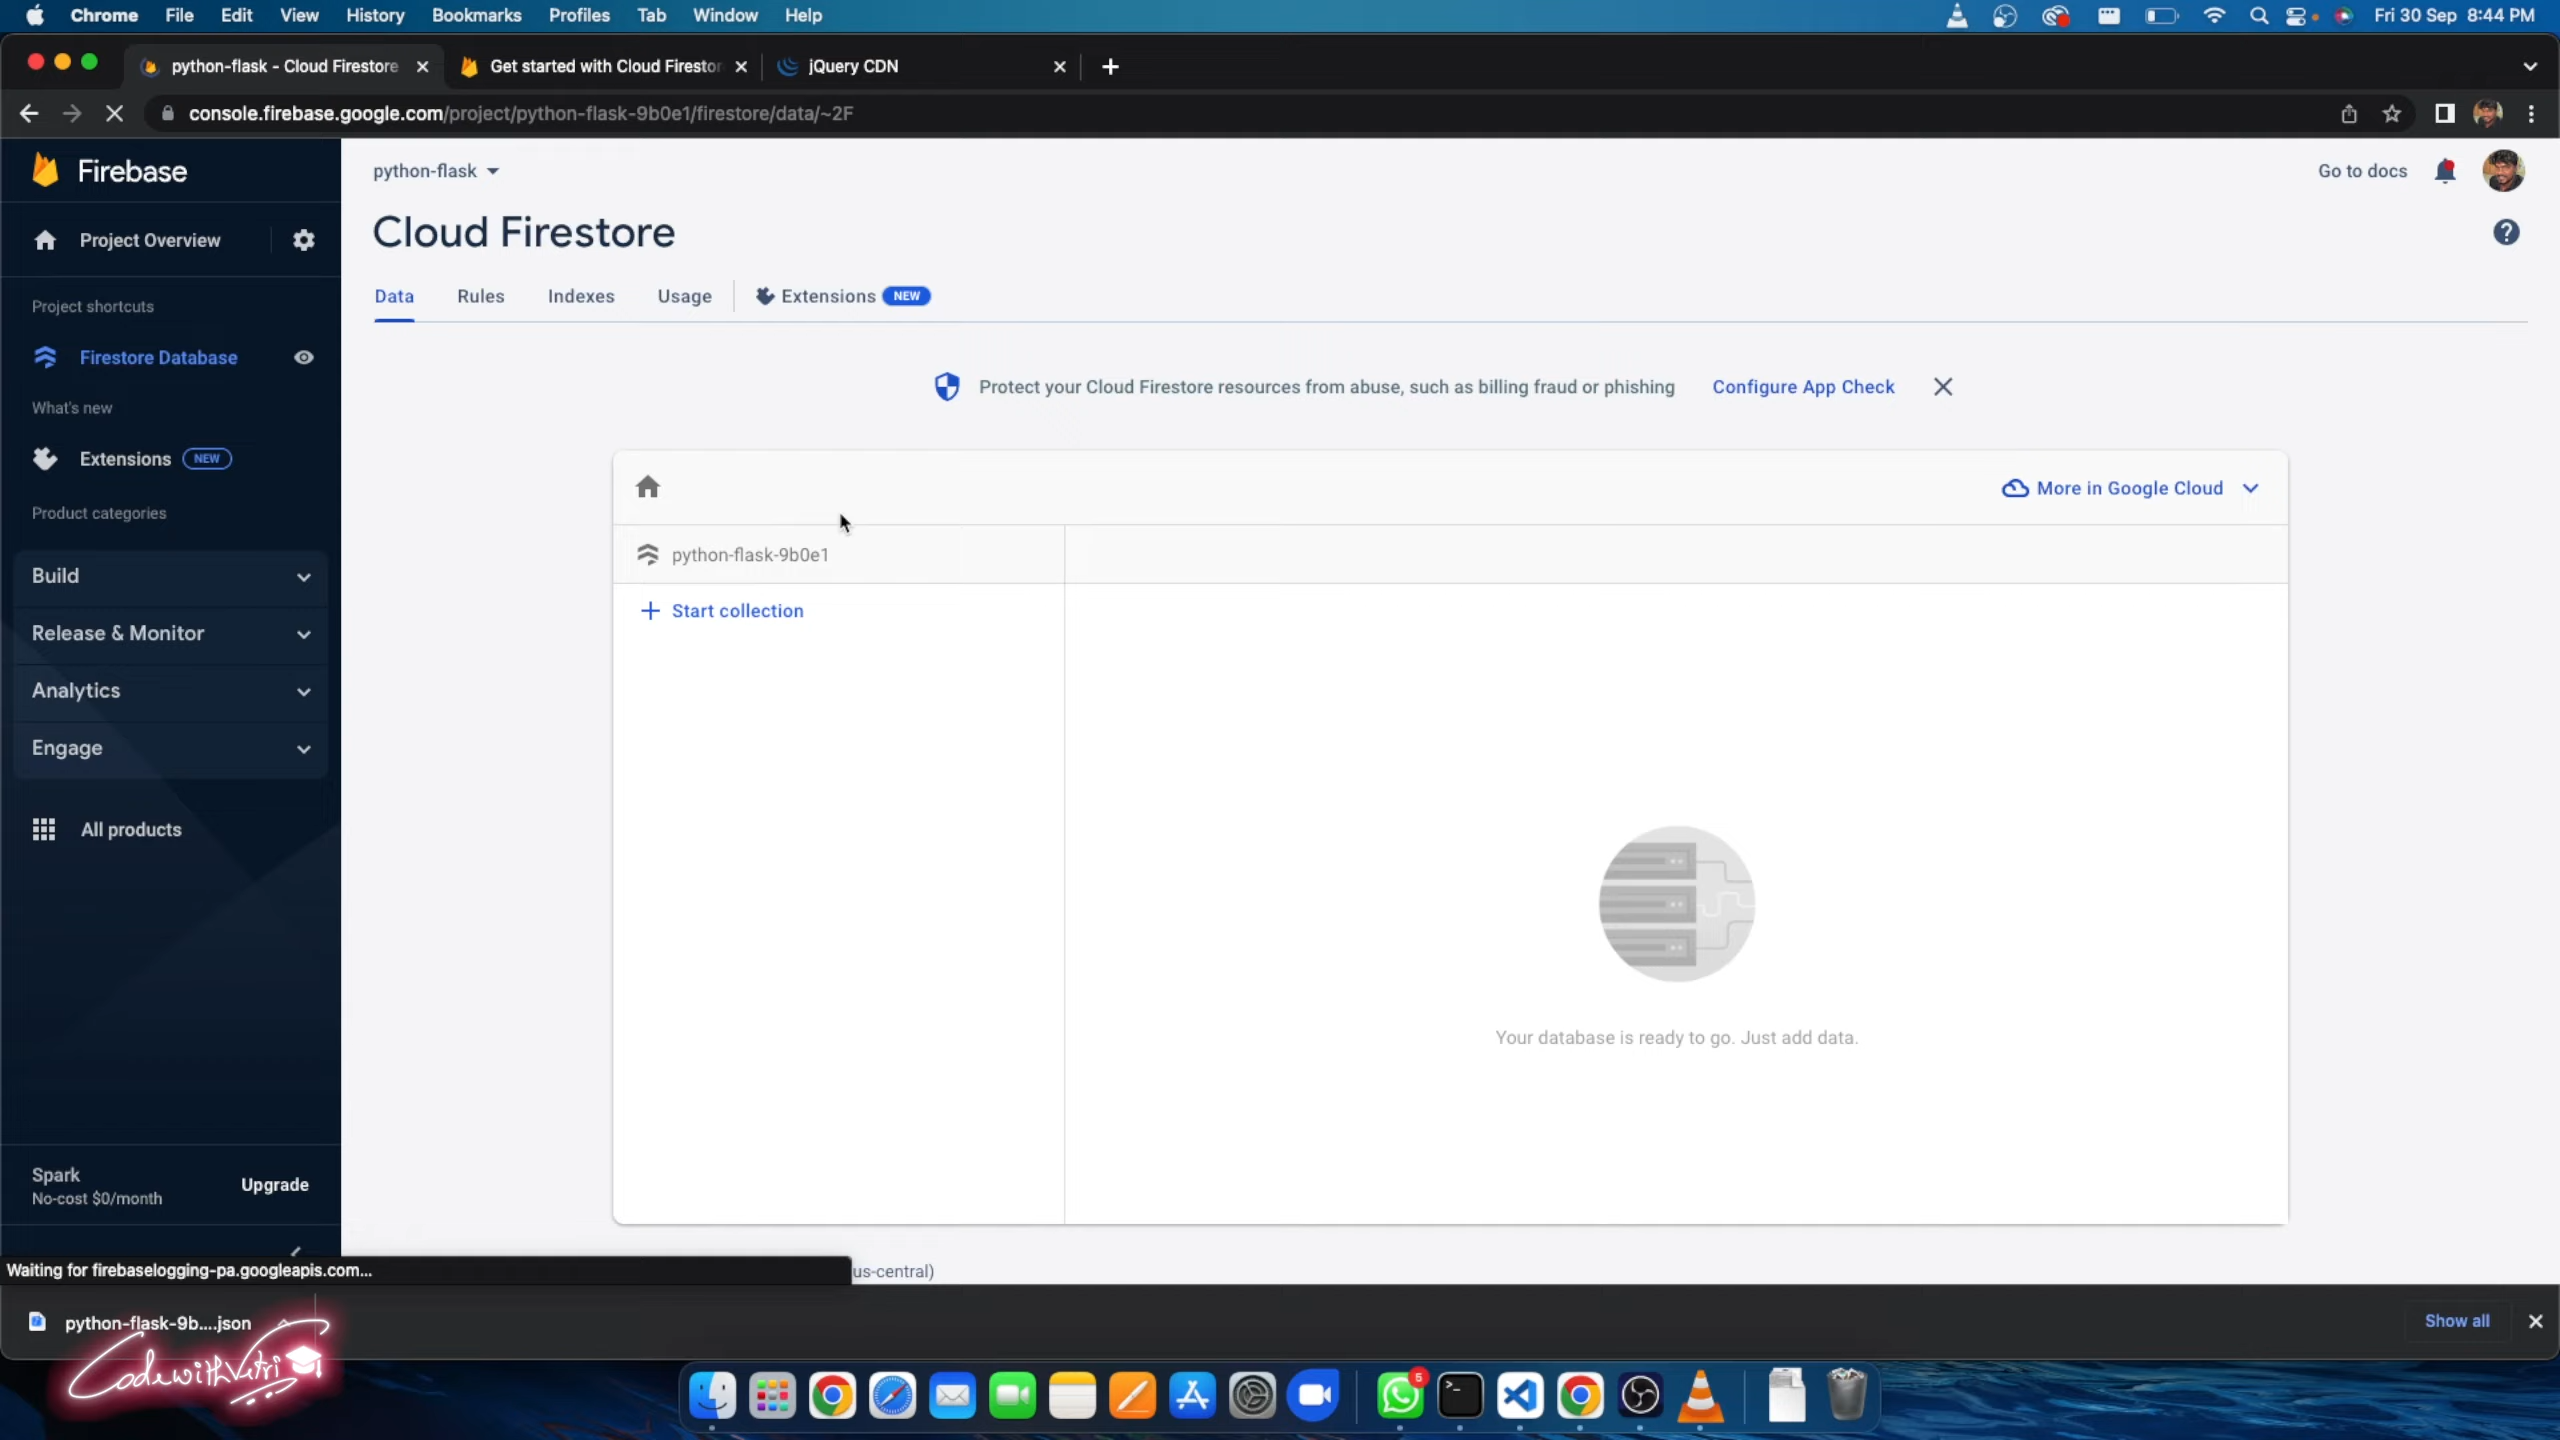 Chrome File Edit View History Bookmarks Profiles Tab Window Help
Fri 30 Sep 8:44 PM
python-flask - Cloud Firestore
Get started with Cloud Firestor
jQuery CDN
console.firebase.google.com/project/python-flask-9b0e1/firestore/data/~2F
Firebase
python-flask
Go to docs
Project Overview
Cloud Firestore
Data Rules Indexes Usage Extensions NEW
Project shortcuts
Firestore Database
What's new
Extensions NEW
Product categories
Build
Release & Monitor
Analytics
Engage
All products
Protect your Cloud Firestore resources from abuse, such as billing fraud or phishing Configure App Check
More in Google Cloud
python-flask-9b0e1
Start collection
Your database is ready to go. Just add data.
Spark
No-cost $0/month
Upgrade
Waiting for firebaselogging-pa.googleapis.com...
us-central)
python-flask-9b....json
Show all
CodewithVetri
5